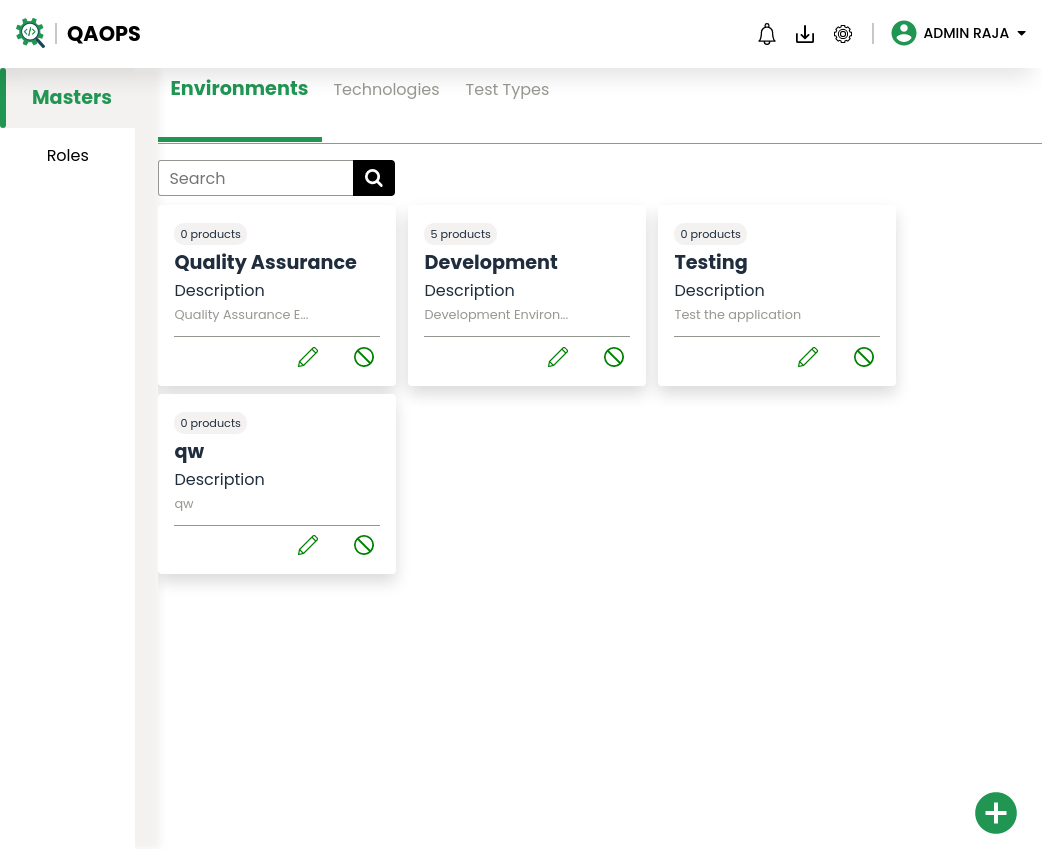 QAOPS
ADMIN RAJA
Masters
Roles
Environments
Technologies
Test Types
Search
0 products
Quality Assurance
Description
Quality Assurance E...
5 products
Development
Description
Development Environ...
0 products
Testing
Description
Test the application
0 products
qw
Description
qw